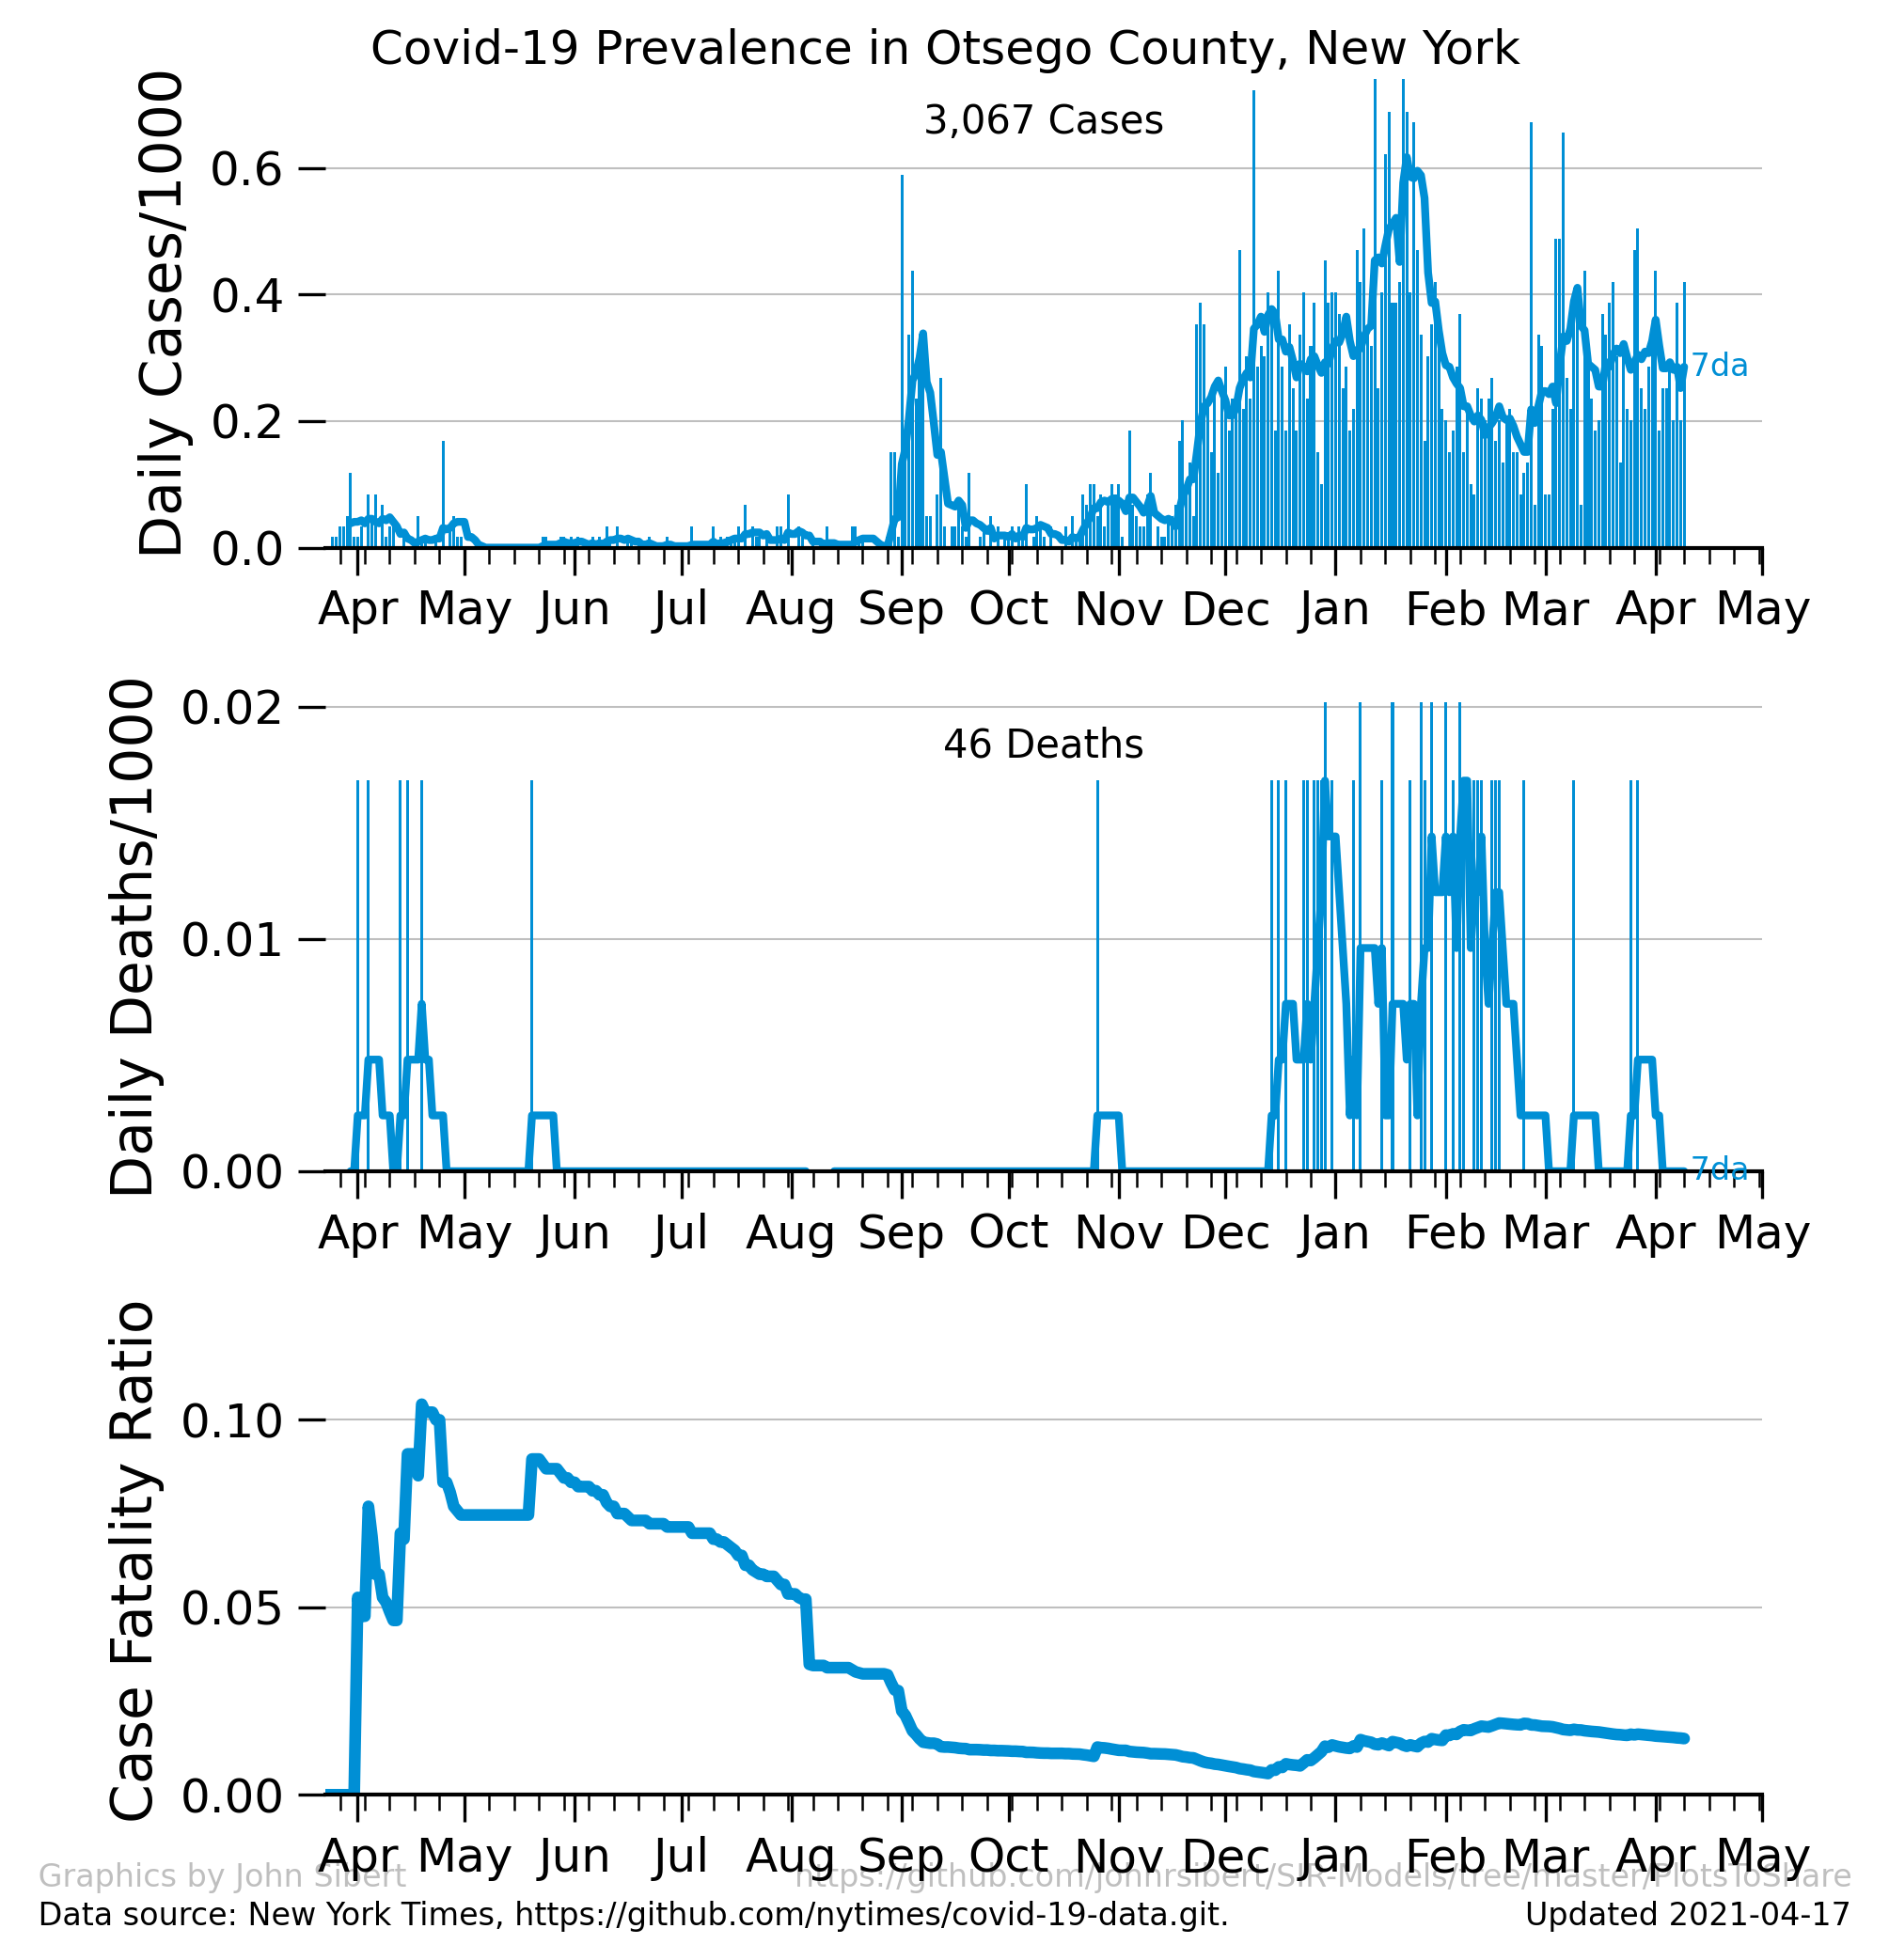 Covid-19 Prevalence in Otsego County, New York
Daily Cases/1000
3,067 Cases
0.6
0.4
0.2
0.0
7da
Apr May Jun Jul Aug Sep Oct Nov Dec Jan Feb Mar Apr May
Daily Deaths/1000
46 Deaths
0.02
0.01
0.00
7da
Apr May Jun Jul Aug Sep Oct Nov Dec Jan Feb Mar Apr May
Case Fatality Ratio
0.10
0.05
0.00
Apr May Jun Jul Aug Sep Oct Nov Dec Jan Feb Mar Apr May
Graphics by John Sibert https://github.com/johnrsibert/SIR-Models/tree/master/PlotsToShare
Data source: New York Times, https://github.com/nytimes/covid-19-data.git. Updated 2021-04-17